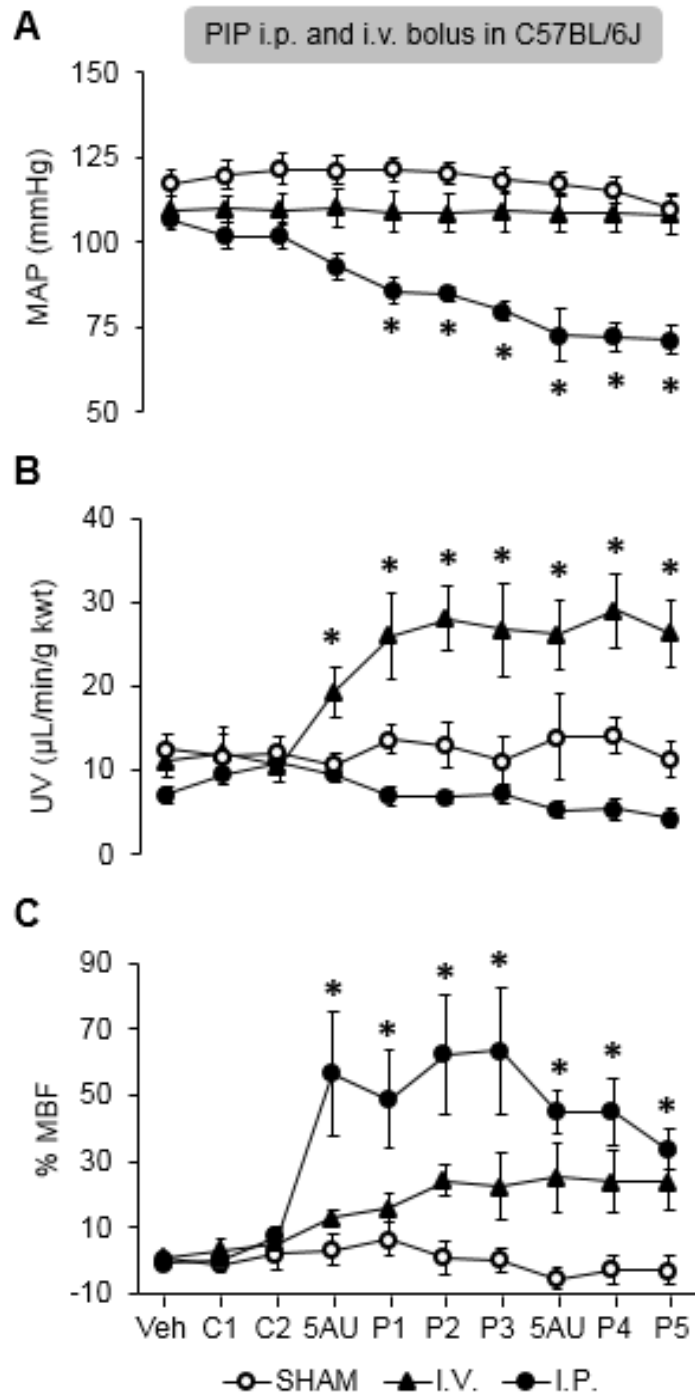 A
PIP i.p. and i.v. bolus in C57BL/6J
MAP (mmHg)
150
125
100
75
50
* * * * * *
B
UV (µL/min/g kwt)
40
30
20
10
0
* * * * * * *
C
% MBF
90
70
50
30
10
-10
* * * * * * *
Veh C1 C2 5AU P1 P2 P3 5AU P4 P5
SHAM I.V. I.P.